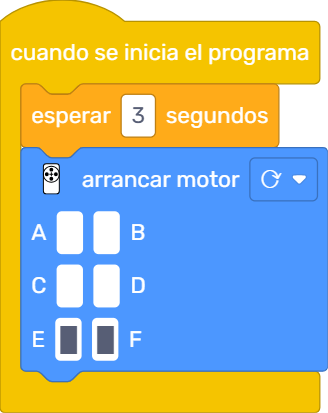 cuando se inicia el programa
esperar 3 segundos
arrancar motor
A B
C D
E F